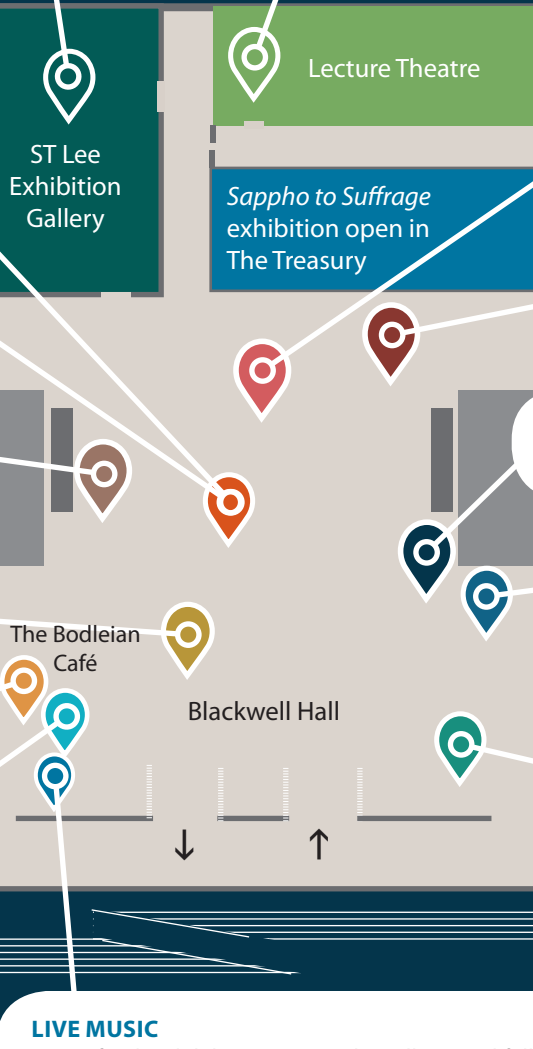 Lecture Theatre
ST Lee
Exhibition
Gallery
Sappho to Suffrage
exhibition open in
The Treasury
The Bodleian
Café
Blackwell Hall
↓ ↑
LIVE MUSIC